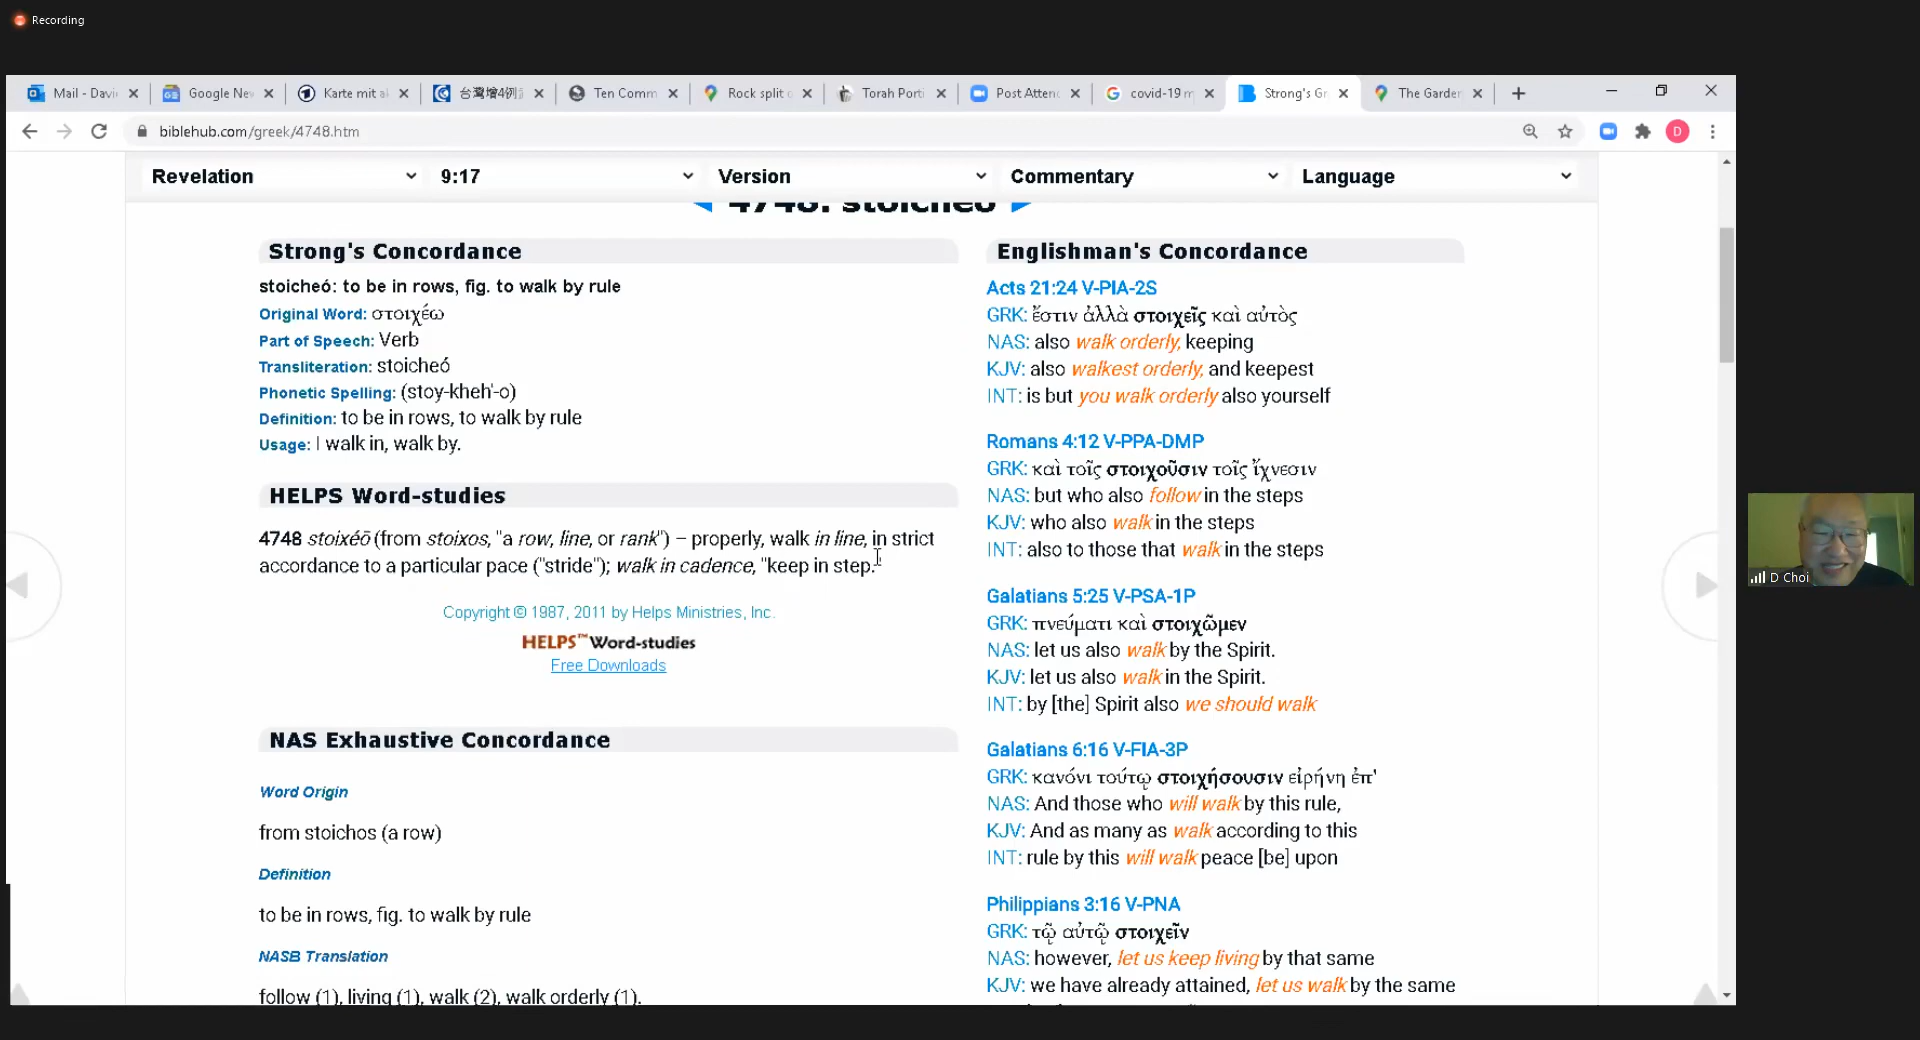 Recording
Mail - Davi
Google Nev
Karte mit a
台灣增4例
Ten Comm
Rock split o
Torah Porti
Post Atten
covid-19 m
Strong's Gr
The Garde
biblehub.com/greek/4748.htm
D
Revelation
9:17
Version
Commentary
Language
4748. stoicheó
Strong's Concordance
stoicheó: to be in rows, fig. to walk by rule
Original Word: στοιχέω
Part of Speech: Verb
Transliteration: stoicheó
Phonetic Spelling: (stoy-kheh'-o)
Definition: to be in rows, to walk by rule
Usage: I walk in, walk by.
HELPS Word-studies
4748 stoixéō (from stoixos, "a row, line, or rank") – properly, walk in line, in strict
accordance to a particular pace ("stride"); walk in cadence, "keep in step."
Copyright © 1987, 2011 by Helps Ministries, Inc.
HELPS™Word-studies
Free Downloads
NAS Exhaustive Concordance
Word Origin
from stoichos (a row)
Definition
to be in rows, fig. to walk by rule
NASB Translation
follow (1), living (1), walk (2), walk orderly (1).
Englishman's Concordance
Acts 21:24 V-PIA-2S
GRK: ἔστιν ἀλλὰ στοιχεῖς καὶ αὐτὸς
NAS: also walk orderly, keeping
KJV: also walkest orderly, and keepest
INT: is but you walk orderly also yourself
Romans 4:12 V-PPA-DMP
GRK: καὶ τοῖς στοιχοῦσιν τοῖς ἴχνεσιν
NAS: but who also follow in the steps
KJV: who also walk in the steps
INT: also to those that walk in the steps
Galatians 5:25 V-PSA-1P
GRK: πνεύματι καὶ στοιχῶμεν
NAS: let us also walk by the Spirit.
KJV: let us also walk in the Spirit.
INT: by [the] Spirit also we should walk
Galatians 6:16 V-FIA-3P
GRK: κανόνι τούτῳ στοιχήσουσιν εἰρήνη ἐπ'
NAS: And those who will walk by this rule,
KJV: And as many as walk according to this
INT: rule by this will walk peace [be] upon
Philippians 3:16 V-PNA
GRK: τῷ αὐτῷ στοιχεῖν
NAS: however, let us keep living by that same
KJV: we have already attained, let us walk by the same
D Choi